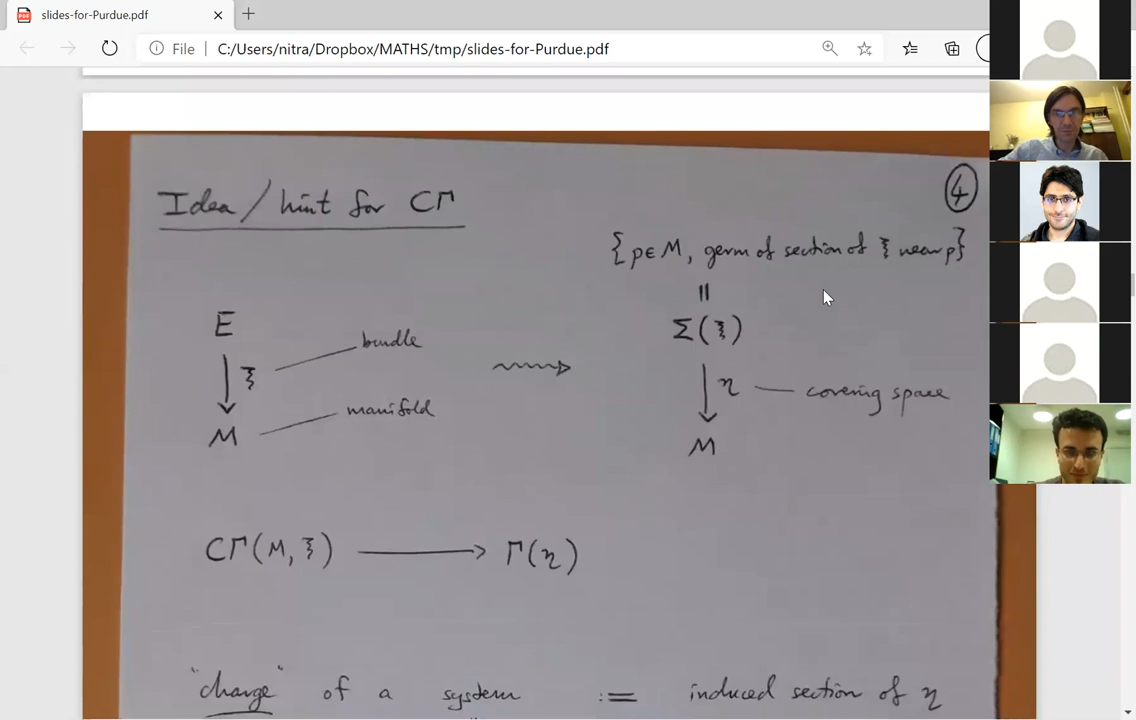 slides-for-Purdue.pdf
File C:/Users/nitra/Dropbox/MATHS/tmp/slides-for-Purdue.pdf
Idea/hint for CΓ
④
{p∈M, germ of section of ξ near p}
=
E
bundle
Σ(ξ)
ξ
η — covering space
manifold
M
M
CΓ(M, ξ) → Γ(η)
"charge" of a system := induced section of η